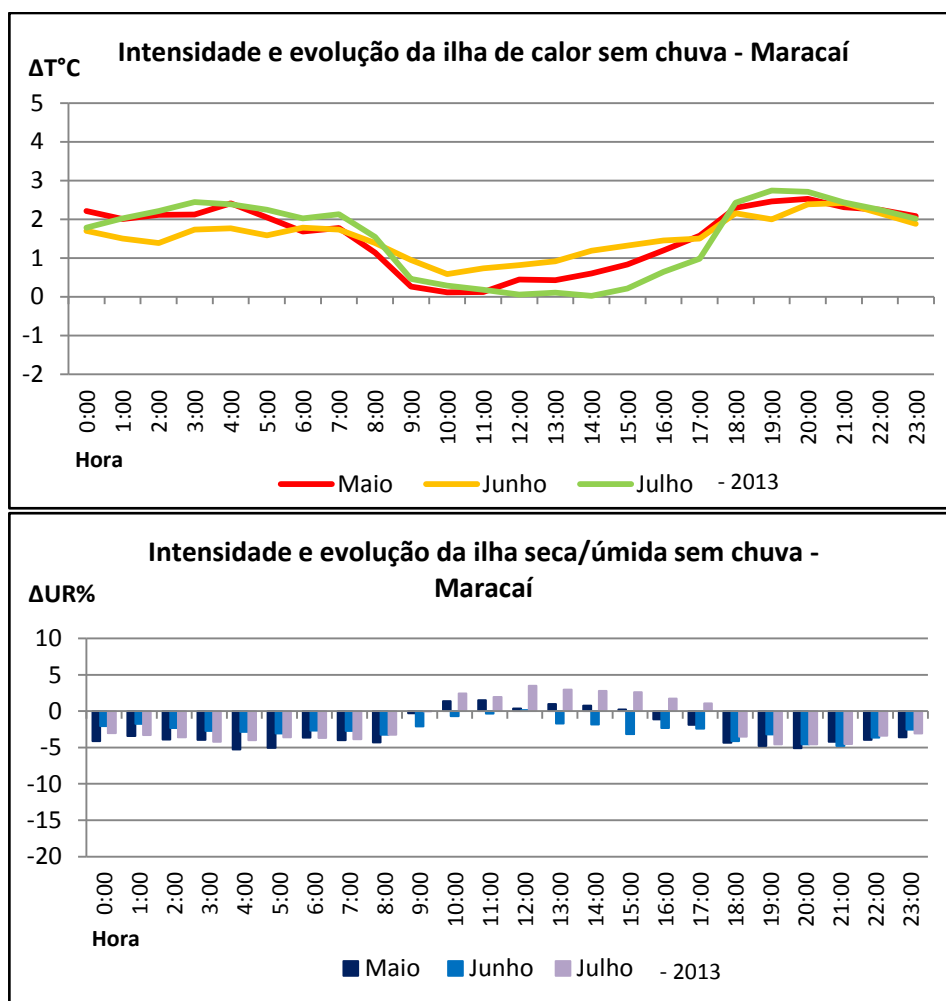 Intensidade e evolução da ilha de calor sem chuva - Maracaí
ΔT°C
5
4
3
2
1
0
-1
-2
0:00 1:00 2:00 3:00 4:00 5:00 6:00 7:00 8:00 9:00 10:00 11:00 12:00 13:00 14:00 15:00 16:00 17:00 18:00 19:00 20:00 21:00 22:00 23:00
Hora
Maio Junho Julho - 2013
Intensidade e evolução da ilha seca/úmida sem chuva -
Maracaí
ΔUR%
10
5
0
-5
-10
-15
-20
0:00 1:00 2:00 3:00 4:00 5:00 6:00 7:00 8:00 9:00 10:00 11:00 12:00 13:00 14:00 15:00 16:00 17:00 18:00 19:00 20:00 21:00 22:00 23:00
Hora
Maio Junho Julho - 2013